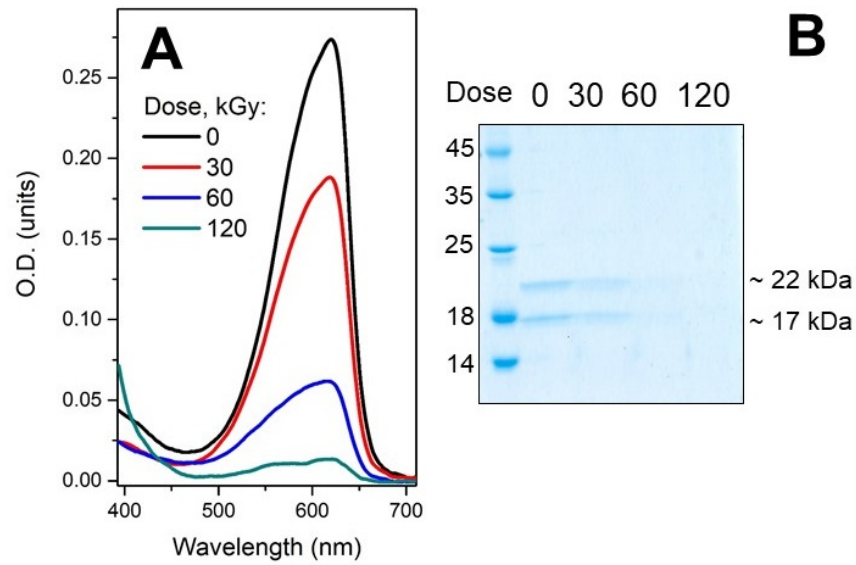 A
Dose, kGy:
0
30
60
120
0.25
0.20
0.15
0.10
0.05
0.00
O.D. (units)
400 500 600 700
Wavelength (nm)
B
Dose 0 30 60 120
45
35
25
18
14
~ 22 kDa
~ 17 kDa